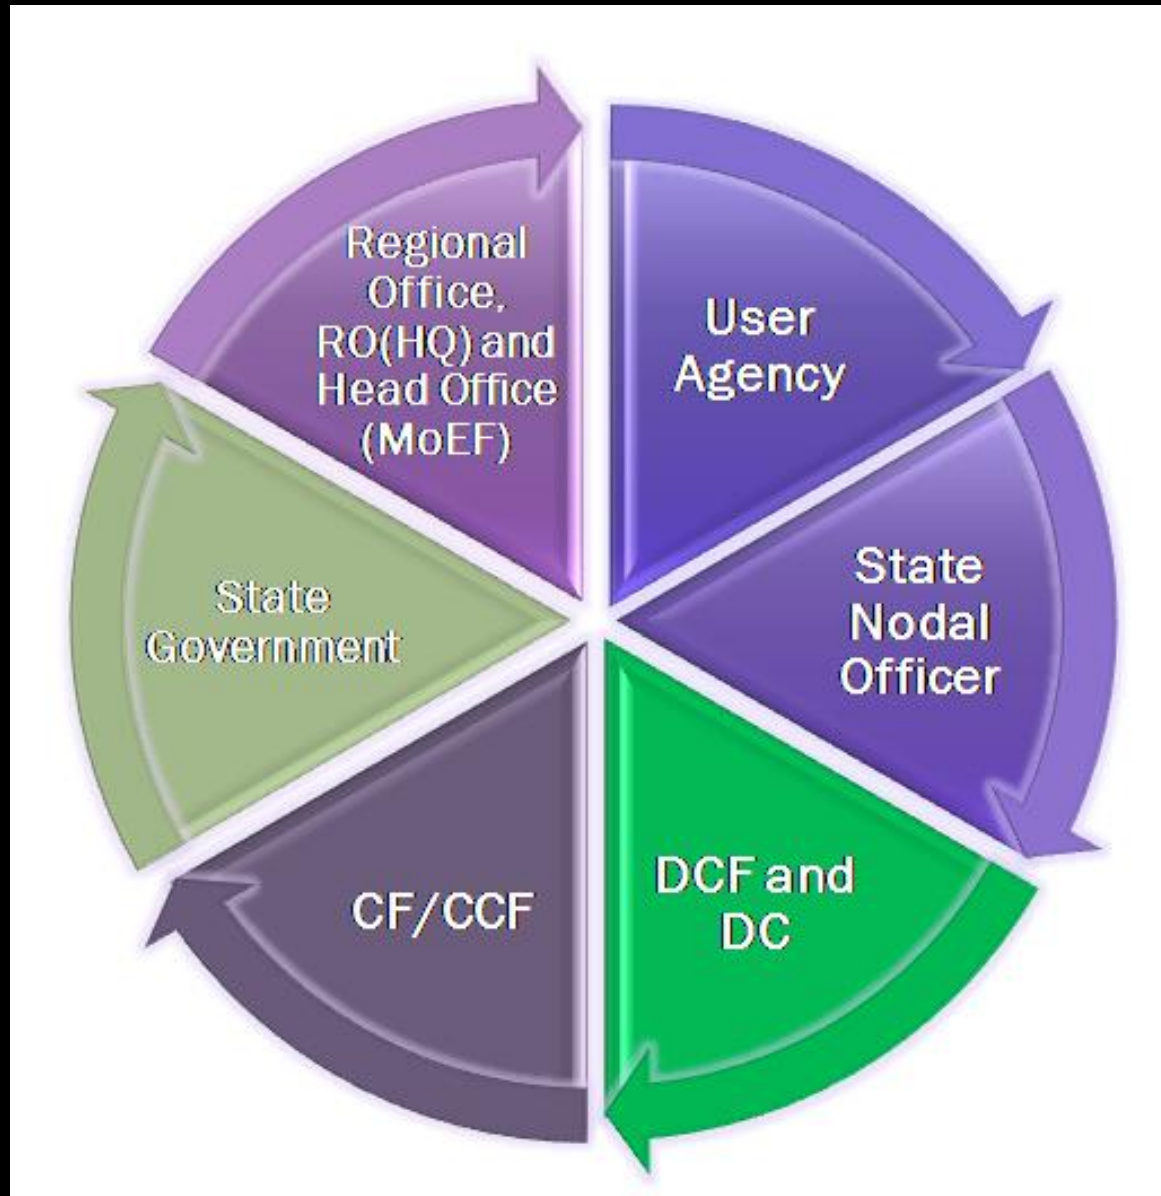 User
Agency
State
Nodal
Officer
DCF and
DC
CF/CCF
State
Government
Regional
Office,
RO(HQ) and
Head Office
(MoEF)